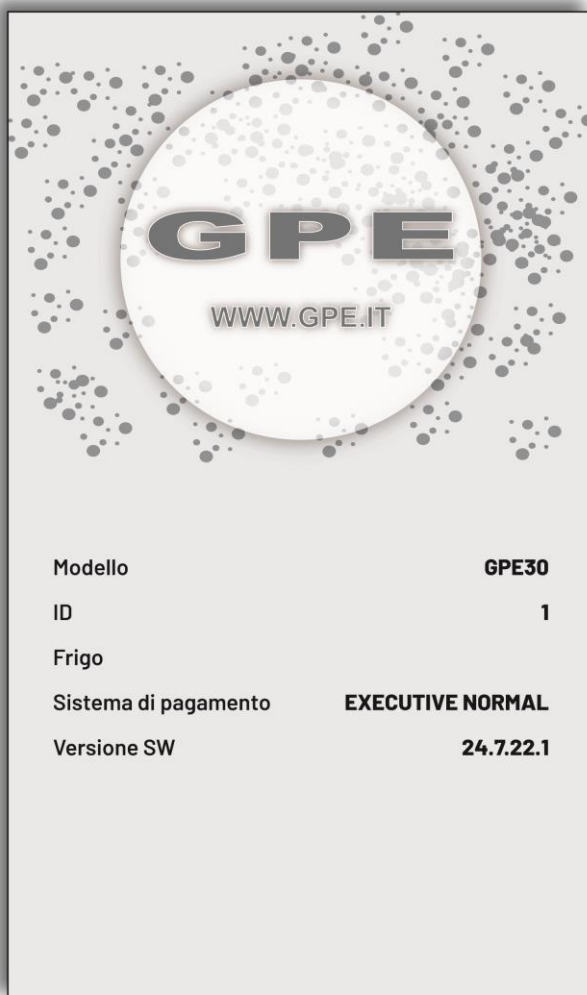 GPE
WWW.GPE.IT
Modello GPE30
ID 1
Frigo
Sistema di pagamento EXECUTIVE NORMAL
Versione SW 24.7.22.1